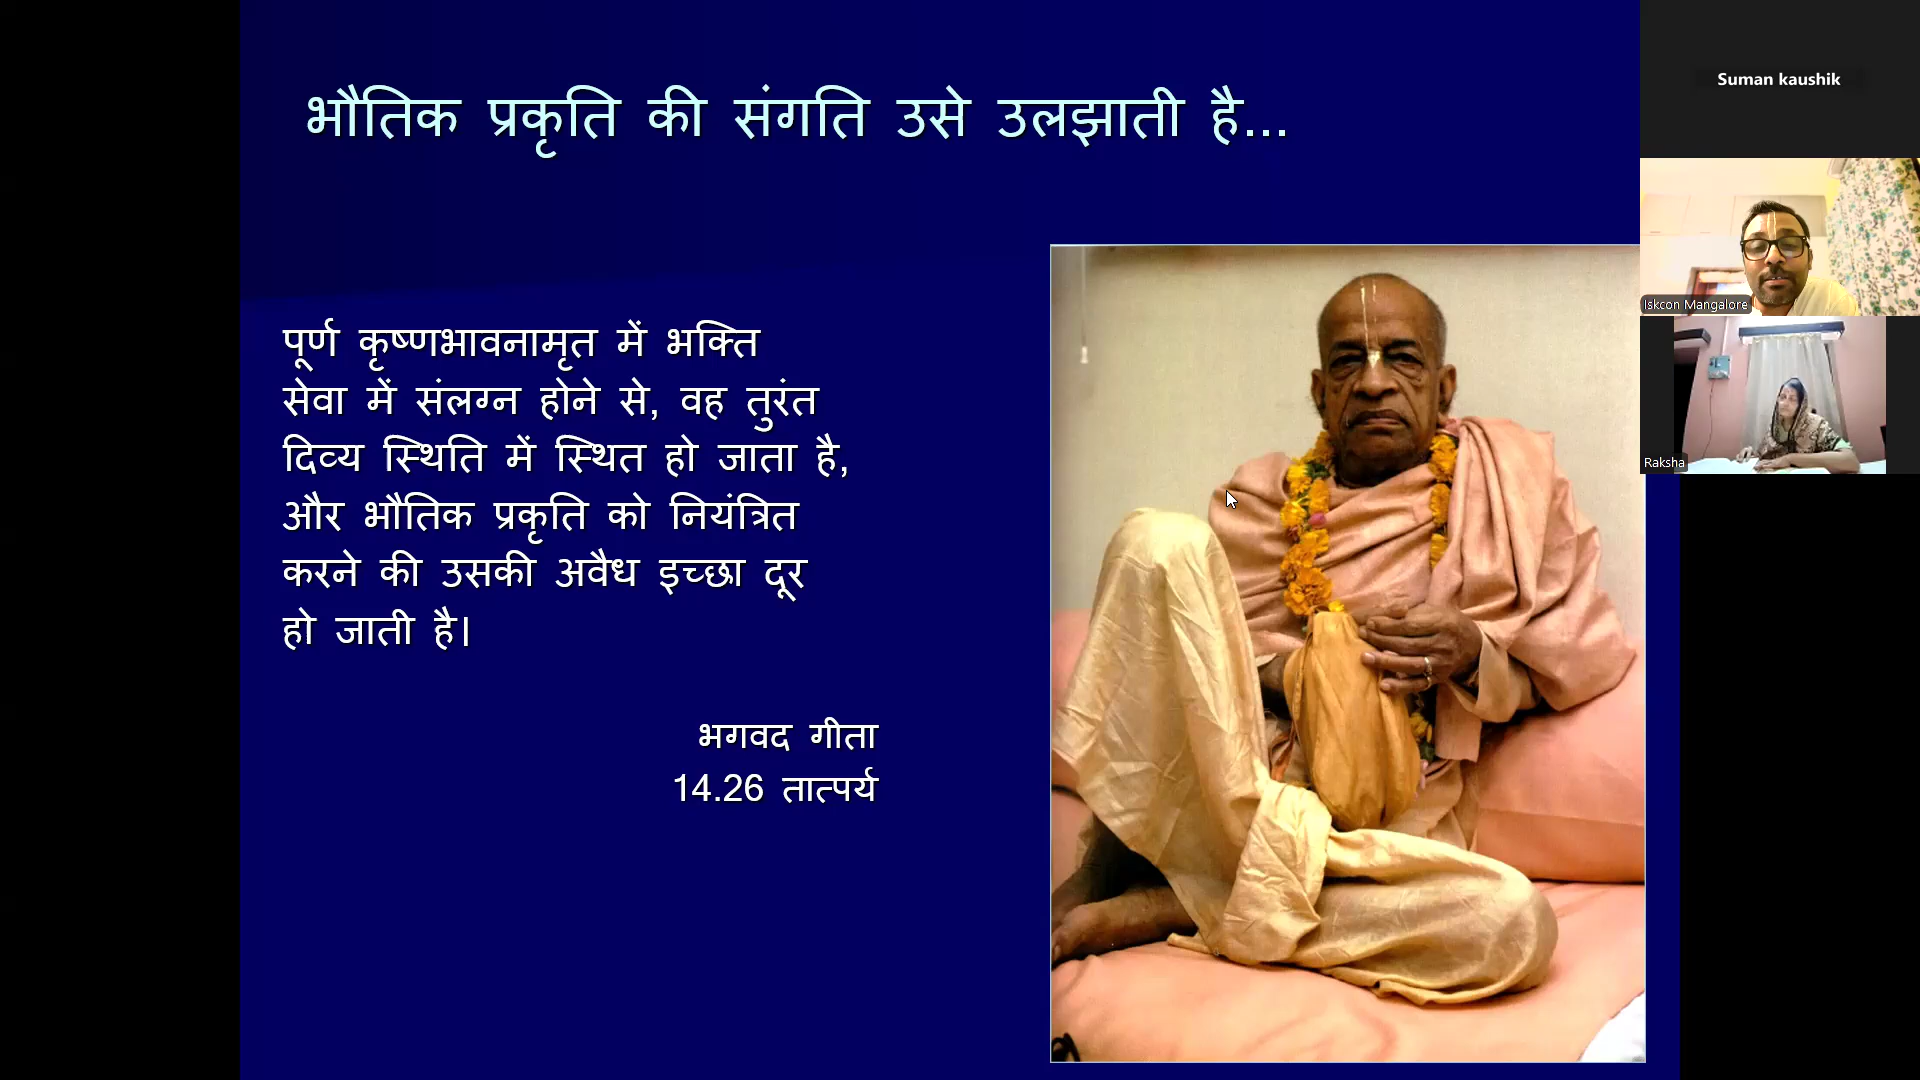 भौतिक प्रकृति की संगति उसे उलझाती है...
पूर्ण कृष्णभावनामृत में भक्ति
सेवा में संलग्न होने से, वह तुरंत
दिव्य स्थिति में स्थित हो जाता है,
और भौतिक प्रकृति को नियंत्रित
करने की उसकी अवैध इच्छा दूर
हो जाती है।
भगवद गीता
14.26 तात्पर्य
Suman kaushik
Iskcon Mangalore
Raksha